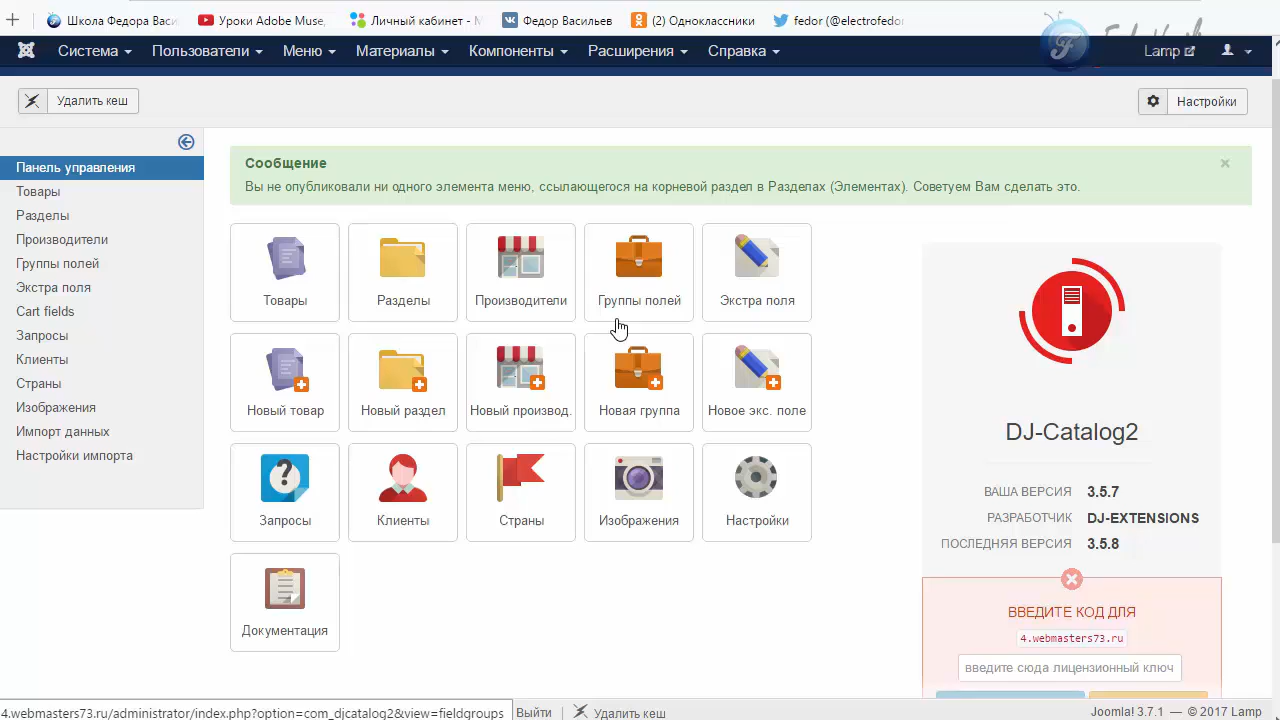 Школа Федора Васи
Уроки Adobe Muse,
Личный кабинет - М
Федор Васильев
(2) Одноклассники
fedor (@electrofedor
Система
Пользователи
Меню
Материалы
Компоненты
Расширения
Справка
Lamp
Удалить кеш
Настройки
Панель управления
Товары
Разделы
Производители
Группы полей
Экстра поля
Cart fields
Запросы
Клиенты
Страны
Изображения
Импорт данных
Настройки импорта
Сообщение
Вы не опубликовали ни одного элемента меню, ссылающегося на корневой раздел в Разделах (Элементах). Советуем Вам сделать это.
Товары
Разделы
Производители
Группы полей
Экстра поля
Новый товар
Новый раздел
Новый производ.
Новая группа
Новое экс. поле
Запросы
Клиенты
Страны
Изображения
Настройки
Документация
DJ-Catalog2
ВАША ВЕРСИЯ 3.5.7
РАЗРАБОТЧИК DJ-EXTENSIONS
ПОСЛЕДНЯЯ ВЕРСИЯ 3.5.8
ВВЕДИТЕ КОД ДЛЯ
4.webmasters73.ru
введите сюда лицензионный ключ
4.webmasters73.ru/administrator/index.php?option=com_djcatalog2&view=fieldgroups
Выйти
Удалить кеш
Joomla! 3.7.1 — © 2017 Lamp